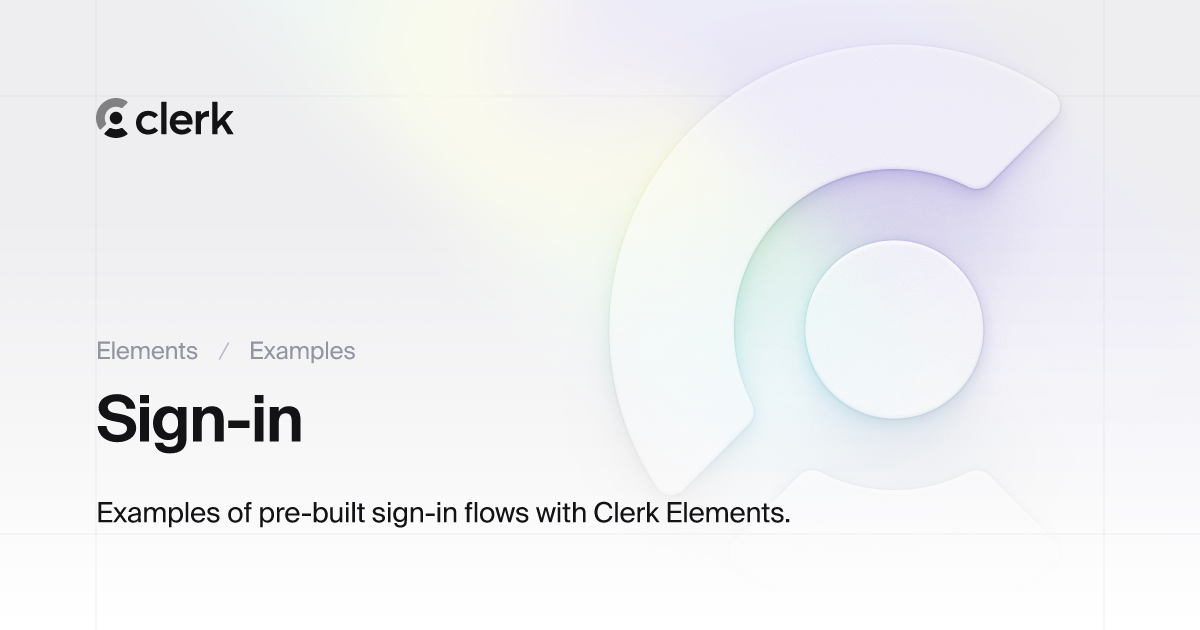 clerk
Elements / Examples
Sign-in
Examples of pre-built sign-in flows with Clerk Elements.